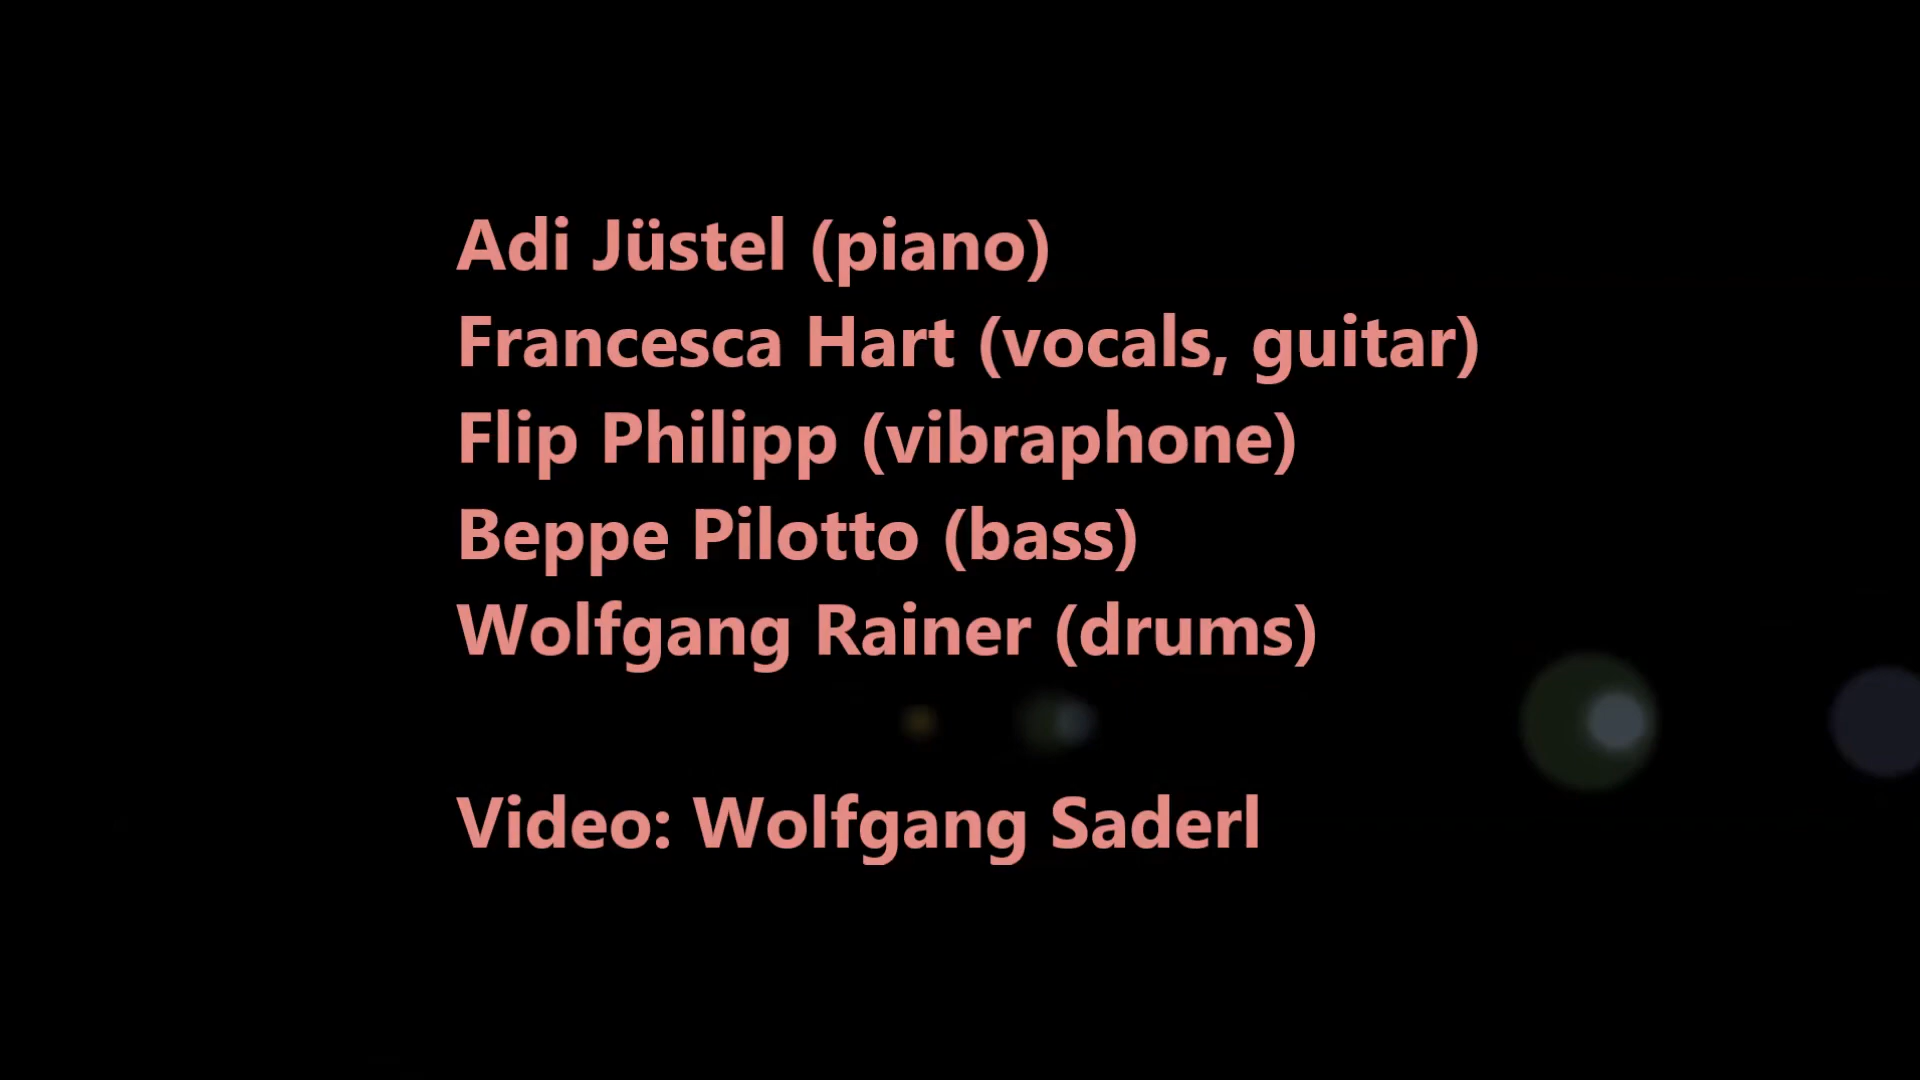 Adi Jüstel (piano)
Francesca Hart (vocals, guitar)
Flip Philipp (vibraphone)
Beppe Pilotto (bass)
Wolfgang Rainer (drums)
Video: Wolfgang Saderl